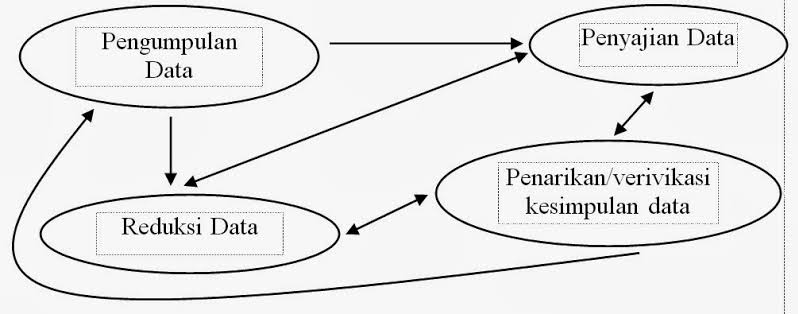 Pengumpulan
Data
Penyajian Data
Penarikan/verivikasi
kesimpulan data
Reduksi Data